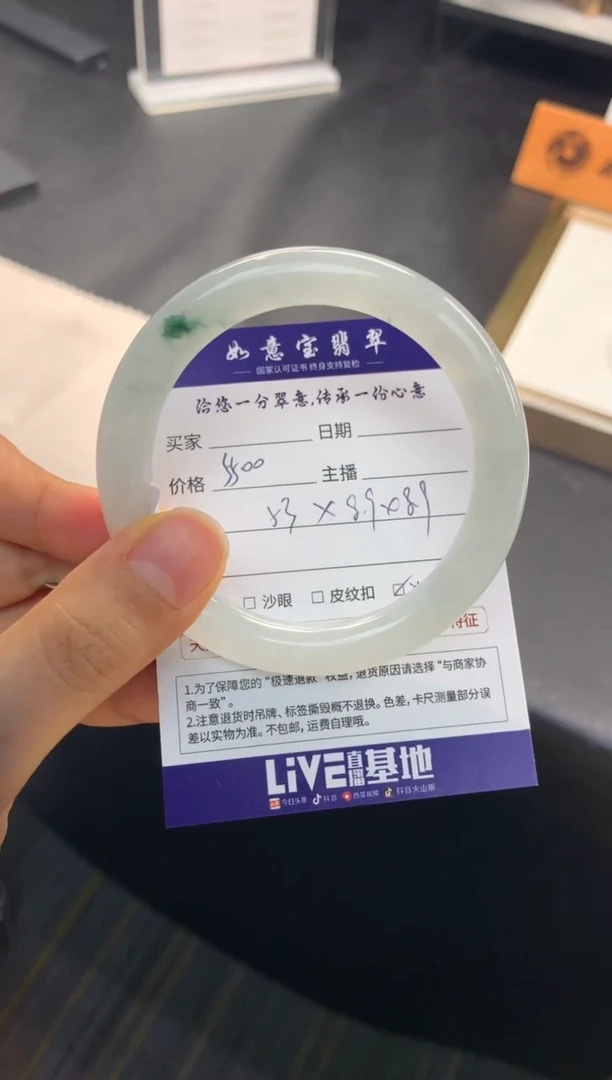 如意宝翡翠
国家认可证书 终身支持复检
给您一分翠意,传承一份心意
买家 日期
价格 5500 主播
53×8.9×8.9
□ 沙眼 □ 皮纹扣
特征
1.为了保障您的“极速退款”权益，退货原因请选择“与商家协
商一致”。
2.注意退货时吊牌、标签撕毁概不退换。色差，卡尺测量部分误
差以实物为准。不包邮，运费自理哦。
LiVE直播基地
今日头条 抖音 西瓜视频 抖音火山版